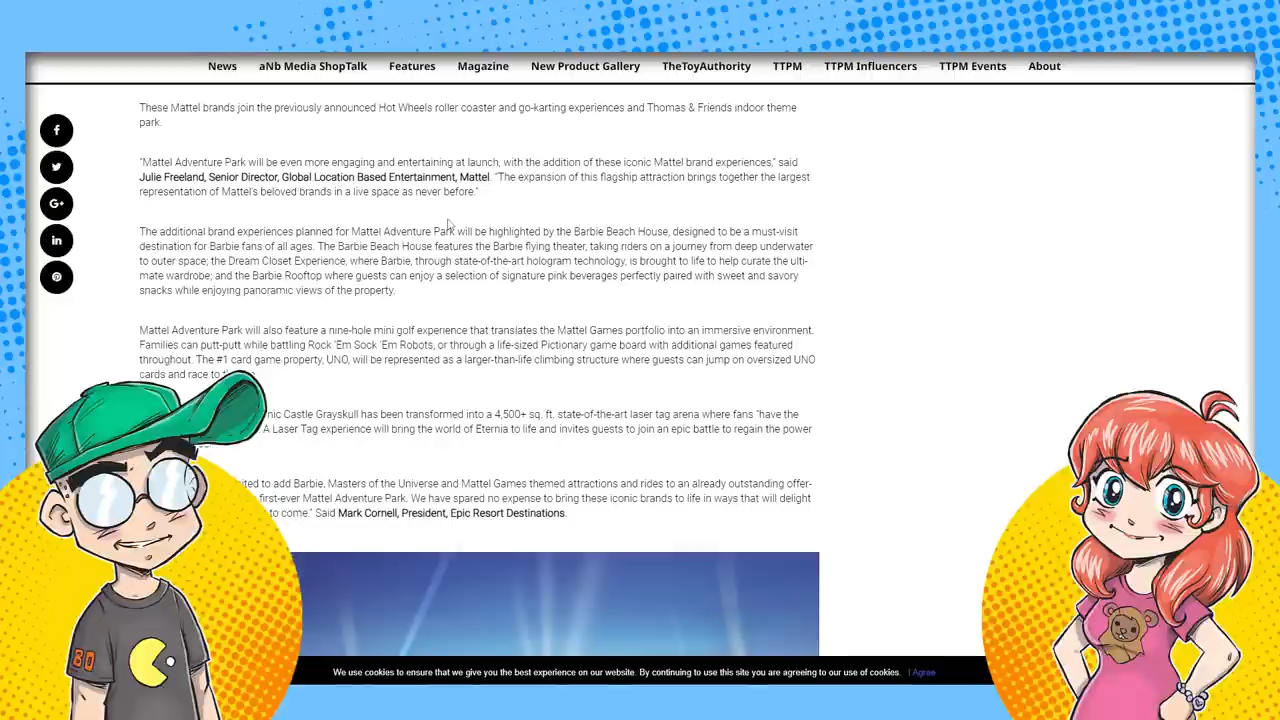 News aNb Media ShopTalk Features Magazine New Product Gallery TheToyAuthority TTPM TTPM Influencers TTPM Events About
These Mattel brands join the previously announced Hot Wheels roller coaster and go-karting experiences and Thomas & Friends indoor theme
park.
"Mattel Adventure Park will be even more engaging and entertaining at launch, with the addition of these iconic Mattel brand experiences," said
Julie Freeland, Senior Director, Global Location Based Entertainment, Mattel. "The expansion of this flagship attraction brings together the largest
representation of Mattel's beloved brands in a live space as never before."
The additional brand experiences planned for Mattel Adventure Park will be highlighted by the Barbie Beach House, designed to be a must-visit
destination for Barbie fans of all ages. The Barbie Beach House features the Barbie flying theater, taking riders on a journey from deep underwater
to outer space; the Dream Closet Experience, where Barbie, through state-of-the-art hologram technology, is brought to life to help curate the ulti-
mate wardrobe; and the Barbie Rooftop where guests can enjoy a selection of signature pink beverages perfectly paired with sweet and savory
snacks while enjoying panoramic views of the property.
Mattel Adventure Park will also feature a nine-hole mini golf experience that translates the Mattel Games portfolio into an immersive environment.
Families can putt-putt while battling Rock 'Em Sock 'Em Robots, or through a life-sized Pictionary game board with additional games featured
throughout. The #1 card game property, UNO, will be represented as a larger-than-life climbing structure where guests can jump on oversized UNO
cards and race to
nic Castle Grayskull has been transformed into a 4,500+ sq. ft. state-of-the-art laser tag arena where fans "have the
A Laser Tag experience will bring the world of Eternia to life and invites guests to join an epic battle to regain the power
ited to add Barbie, Masters of the Universe and Mattel Games themed attractions and rides to an already outstanding offer-
first-ever Mattel Adventure Park. We have spared no expense to bring these iconic brands to life in ways that will delight
to come." Said Mark Cornell, President, Epic Resort Destinations.
We use cookies to ensure that we give you the best experience on our website. By continuing to use this site you are agreeing to our use of cookies. I Agree
80